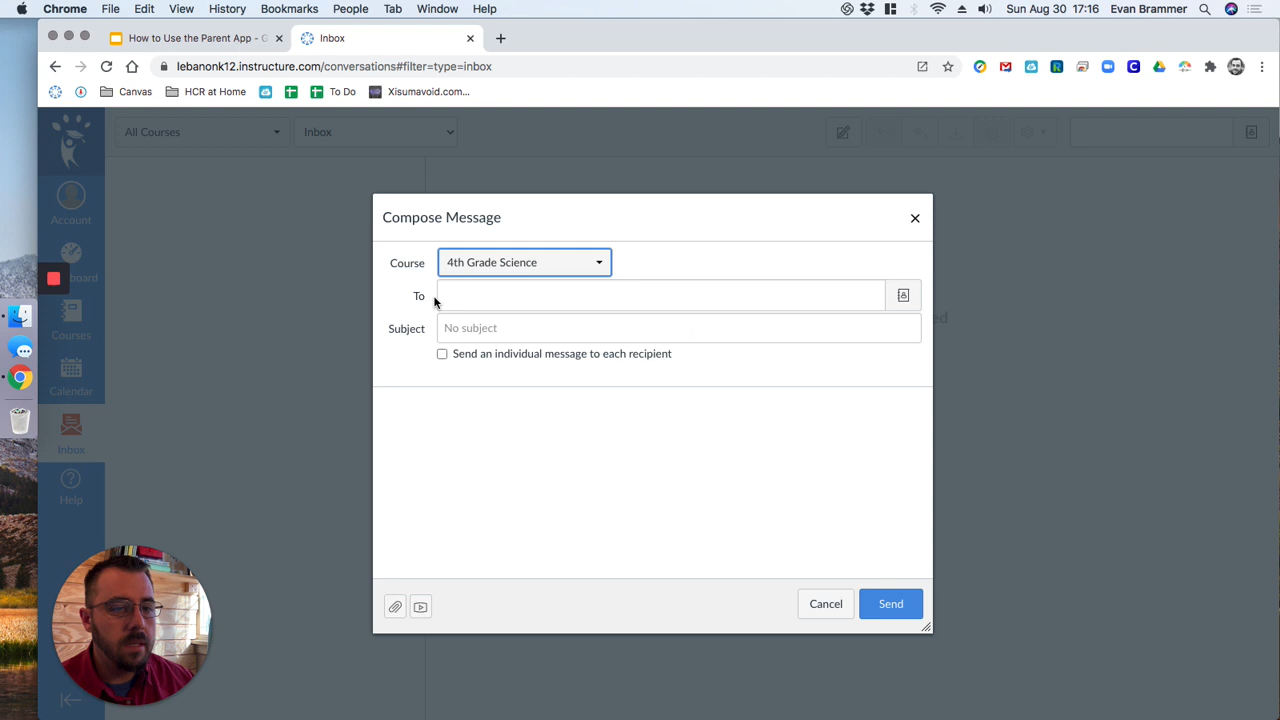 Chrome File Edit View History Bookmarks People Tab Window Help Sun Aug 30 17:16 Evan Brammer
How to Use the Parent App - G Inbox
lebanonk12.instructure.com/conversations#filter=type=inbox
Canvas HCR at Home To Do Xisumavoid.com...
All Courses Inbox
Account
board
Courses
Calendar
Inbox
Help
Compose Message
Course 4th Grade Science
To
Subject No subject
Send an individual message to each recipient
ed
Cancel Send